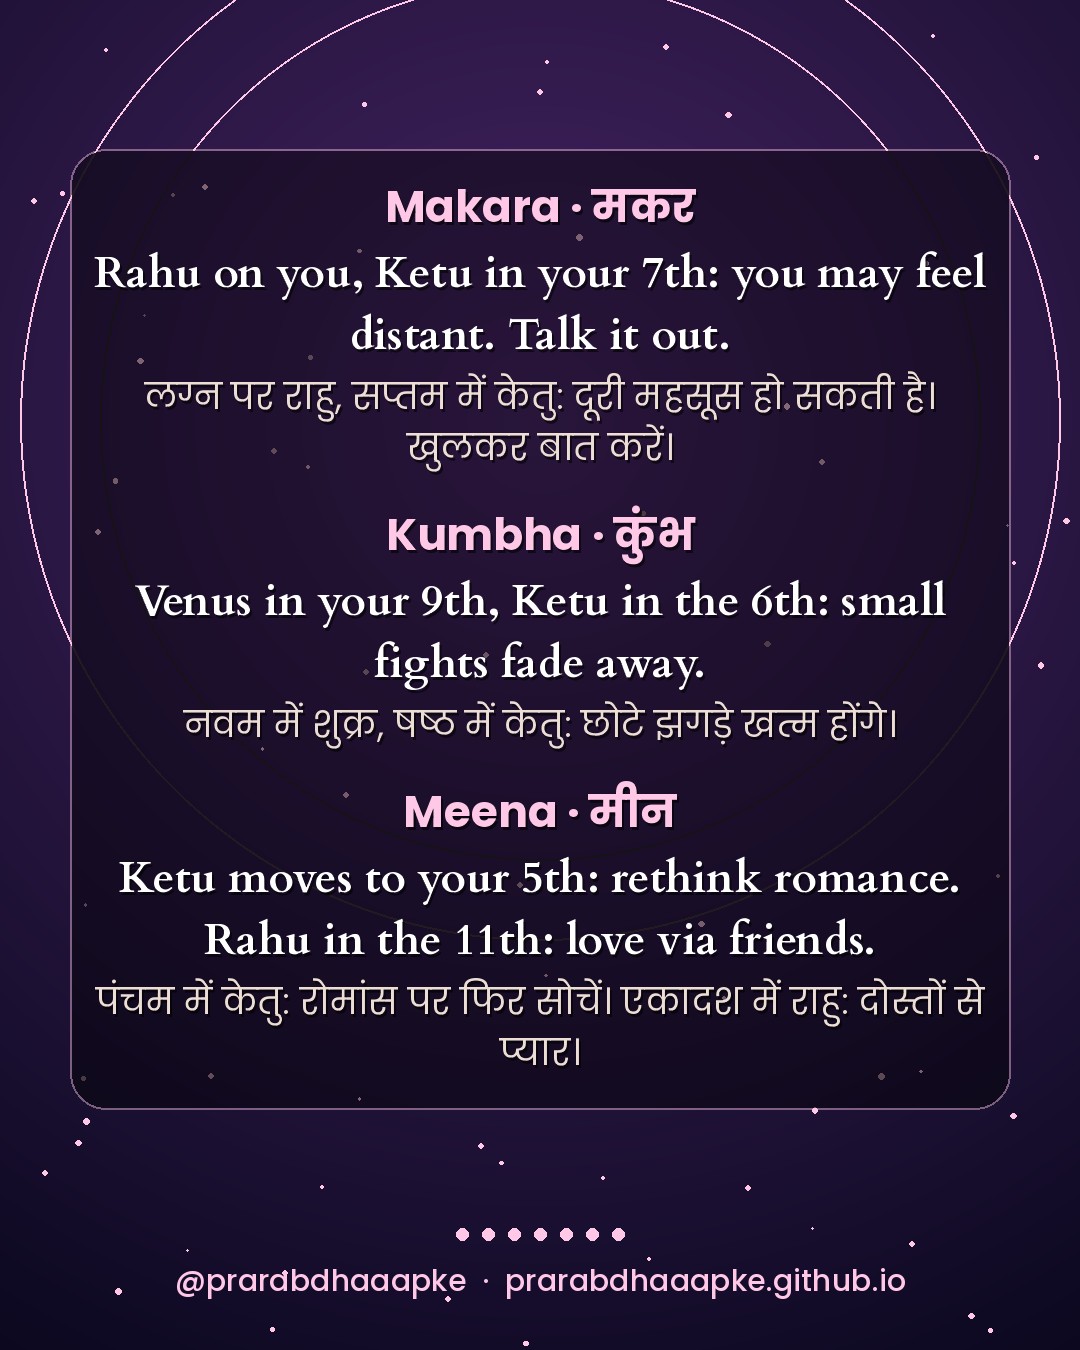 Makara · मकर
Rahu on you, Ketu in your 7th: you may feel
distant. Talk it out.
लग्न पर राहु, सप्तम में केतु: दूरी महसूस हो सकती है।
खुलकर बात करें।
Kumbha · कुंभ
Venus in your 9th, Ketu in the 6th: small
fights fade away.
नवम में शुक्र, षष्ठ में केतु: छोटे झगड़े खत्म होंगे।
Meena · मीन
Ketu moves to your 5th: rethink romance.
Rahu in the 11th: love via friends.
पंचम में केतु: रोमांस पर फिर सोचें। एकादश में राहु: दोस्तों से
प्यार।
@prarabdhaaapke · prarabdhaaapke.github.io